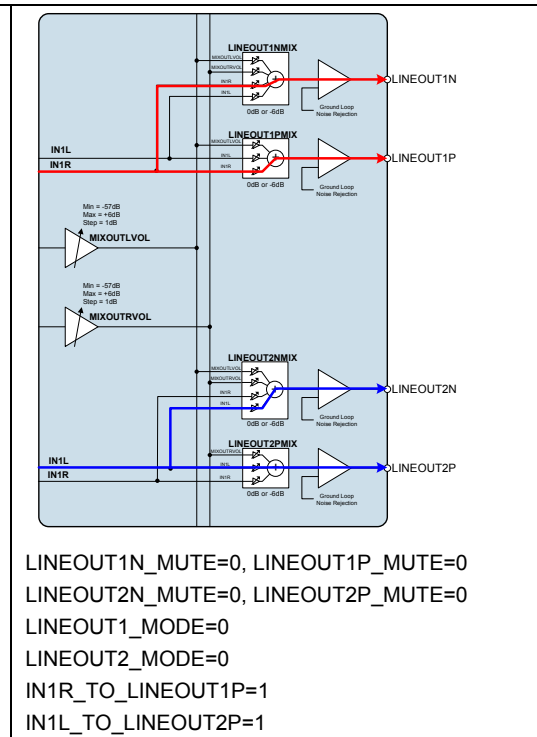 LINEOUT1NMIX
MIXOUTLVOL
MIXOUTRVOL
IN1R
IN1L
LINEOUT1N
0dB or -6dB
Ground Loop
Noise Rejection
LINEOUT1PMIX
MIXOUTLVOL
IN1L
IN1R
IN1L
IN1R
LINEOUT1P
0dB or -6dB
Ground Loop
Noise Rejection
Min = -57dB
Max = +6dB
Step = 1dB
MIXOUTLVOL
Min = -57dB
Max = +6dB
Step = 1dB
MIXOUTRVOL
LINEOUT2NMIX
MIXOUTLVOL
MIXOUTRVOL
IN1R
IN1L
LINEOUT2N
0dB or -6dB
Ground Loop
Noise Rejection
LINEOUT2PMIX
MIXOUTRVOL
IN1L
IN1R
IN1L
IN1R
LINEOUT2P
0dB or -6dB
Ground Loop
Noise Rejection
LINEOUT1N_MUTE=0, LINEOUT1P_MUTE=0
LINEOUT2N_MUTE=0, LINEOUT2P_MUTE=0
LINEOUT1_MODE=0
LINEOUT2_MODE=0
IN1R_TO_LINEOUT1P=1
IN1L_TO_LINEOUT2P=1